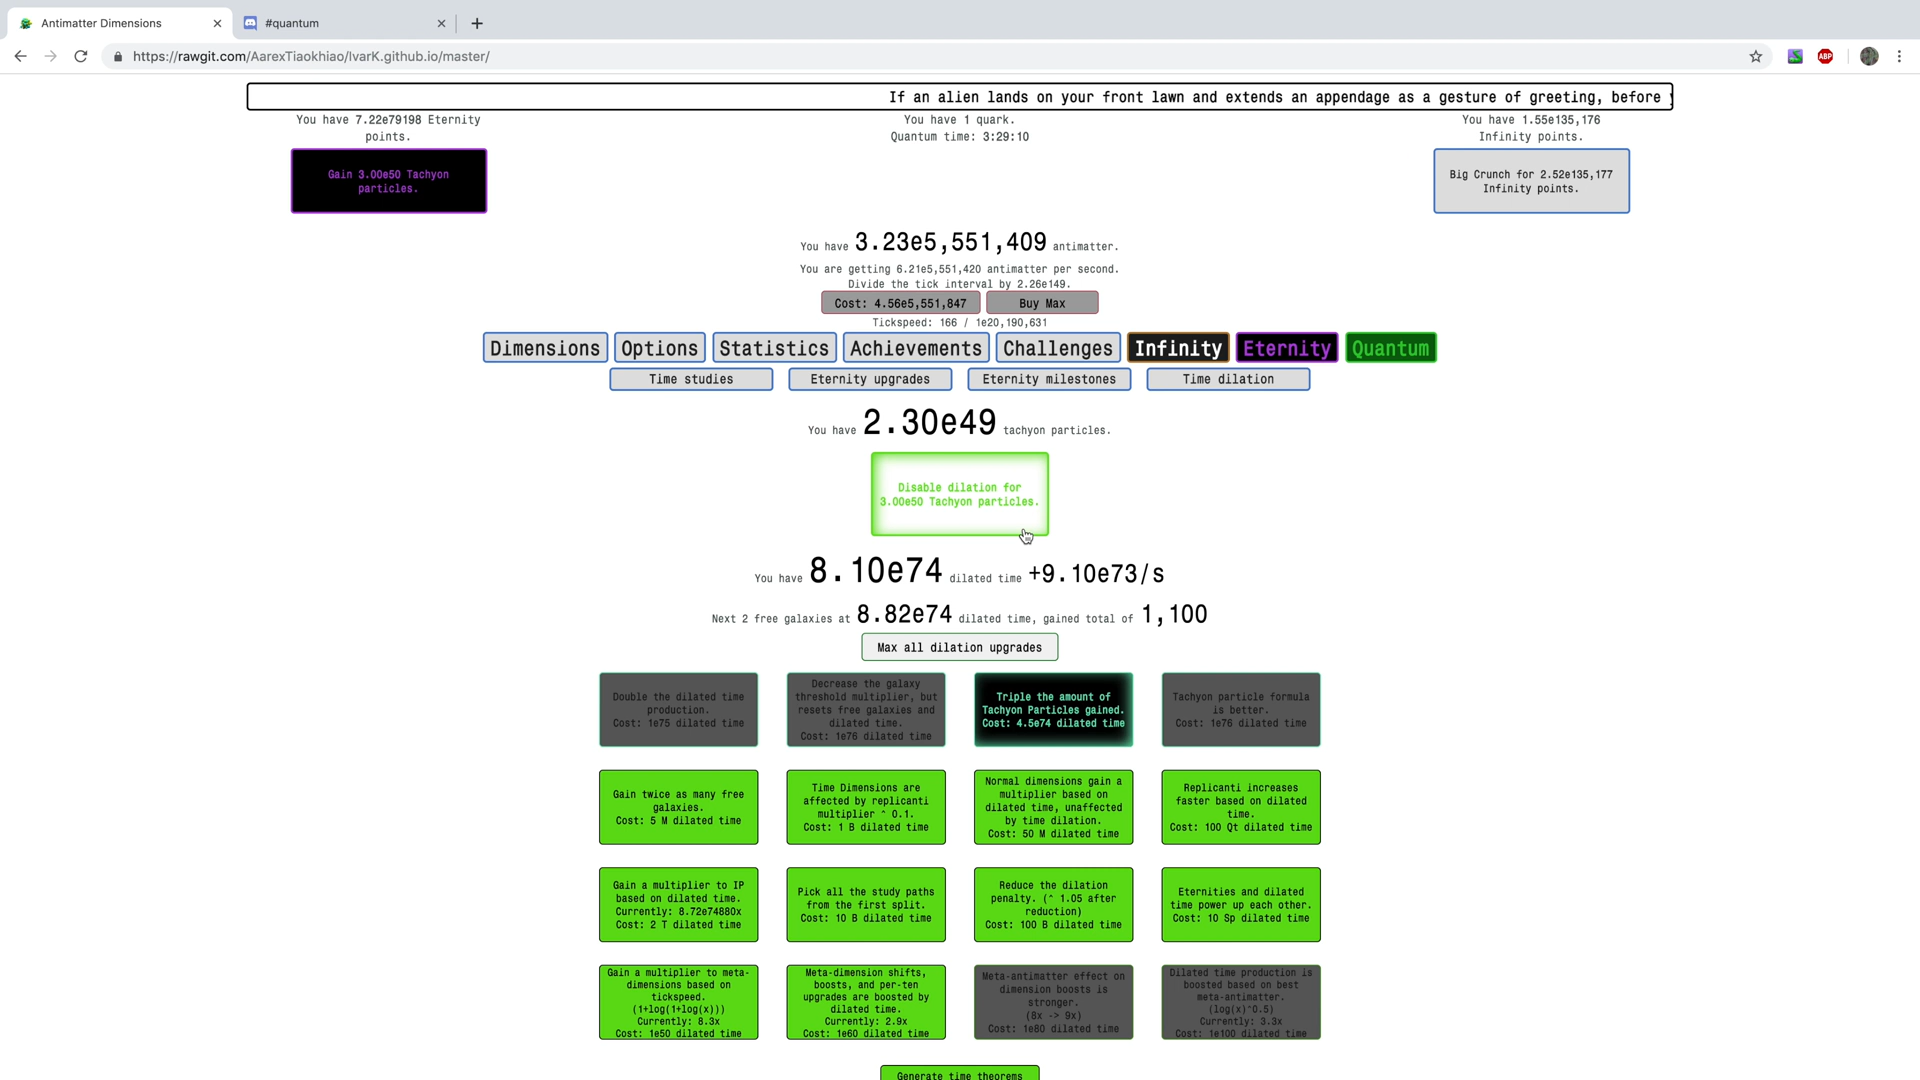 Antimatter Dimensions
#quantum
https://rawgit.com/AarexTiaokhiao/IvarK.github.io/master/
ABP
If an alien lands on your front lawn and extends an appendage as a gesture of greeting, before
You have 7.22e79198 Eternity
points.
Gain 3.00e50 Tachyon
particles.
You have 1 quark.
Quantum time: 3:29:10
You have 1.55e135,176
Infinity points.
Big Crunch for 2.52e135,177
Infinity points.
You have 3.23e5,551,409 antimatter.
You are getting 6.21e5,551,420 antimatter per second.
Divide the tick interval by 2.26e149.
Cost: 4.56e5,551,847
Buy Max
Tickspeed: 166 / 1e20,190,631
Dimensions
Options
Statistics
Achievements
Challenges
Infinity
Eternity
Quantum
Time studies
Eternity upgrades
Eternity milestones
Time dilation
You have 2.30e49 tachyon particles.
Disable dilation for
3.00e50 Tachyon particles.
You have 8.10e74 dilated time +9.10e73/s
Next 2 free galaxies at 8.82e74 dilated time, gained total of 1,100
Max all dilation upgrades
Double the dilated time
production.
Cost: 1e75 dilated time
Decrease the galaxy
threshold multiplier, but
resets free galaxies and
dilated time.
Cost: 1e76 dilated time
Triple the amount of
Tachyon Particles gained.
Cost: 4.5e74 dilated time
Tachyon particle formula
is better.
Cost: 1e76 dilated time
Gain twice as many free
galaxies.
Cost: 5 M dilated time
Time Dimensions are
affected by replicanti
multiplier ^ 0.1.
Cost: 1 B dilated time
Normal dimensions gain a
multiplier based on
dilated time, unaffected
by time dilation.
Cost: 50 M dilated time
Replicanti increases
faster based on dilated
time.
Cost: 100 Qt dilated time
Gain a multiplier to IP
based on dilated time.
Currently: 8.72e74880x
Cost: 2 T dilated time
Pick all the study paths
from the first split.
Cost: 10 B dilated time
Reduce the dilation
penalty. (^ 1.05 after
reduction)
Cost: 100 B dilated time
Eternities and dilated
time power up each other.
Cost: 10 Sp dilated time
Gain a multiplier to meta-
dimensions based on
tickspeed.
(1+log(1+log(x)))
Currently: 8.3x
Cost: 1e50 dilated time
Meta-dimension shifts,
boosts, and per-ten
upgrades are boosted by
dilated time.
Currently: 2.9x
Cost: 1e60 dilated time
Meta-antimatter effect on
dimension boosts is
stronger.
(8x -> 9x)
Cost: 1e80 dilated time
Dilated time production is
boosted based on best
meta-antimatter.
(log(x)^0.5)
Currently: 3.3x
Cost: 1e100 dilated time
Generate time theorems